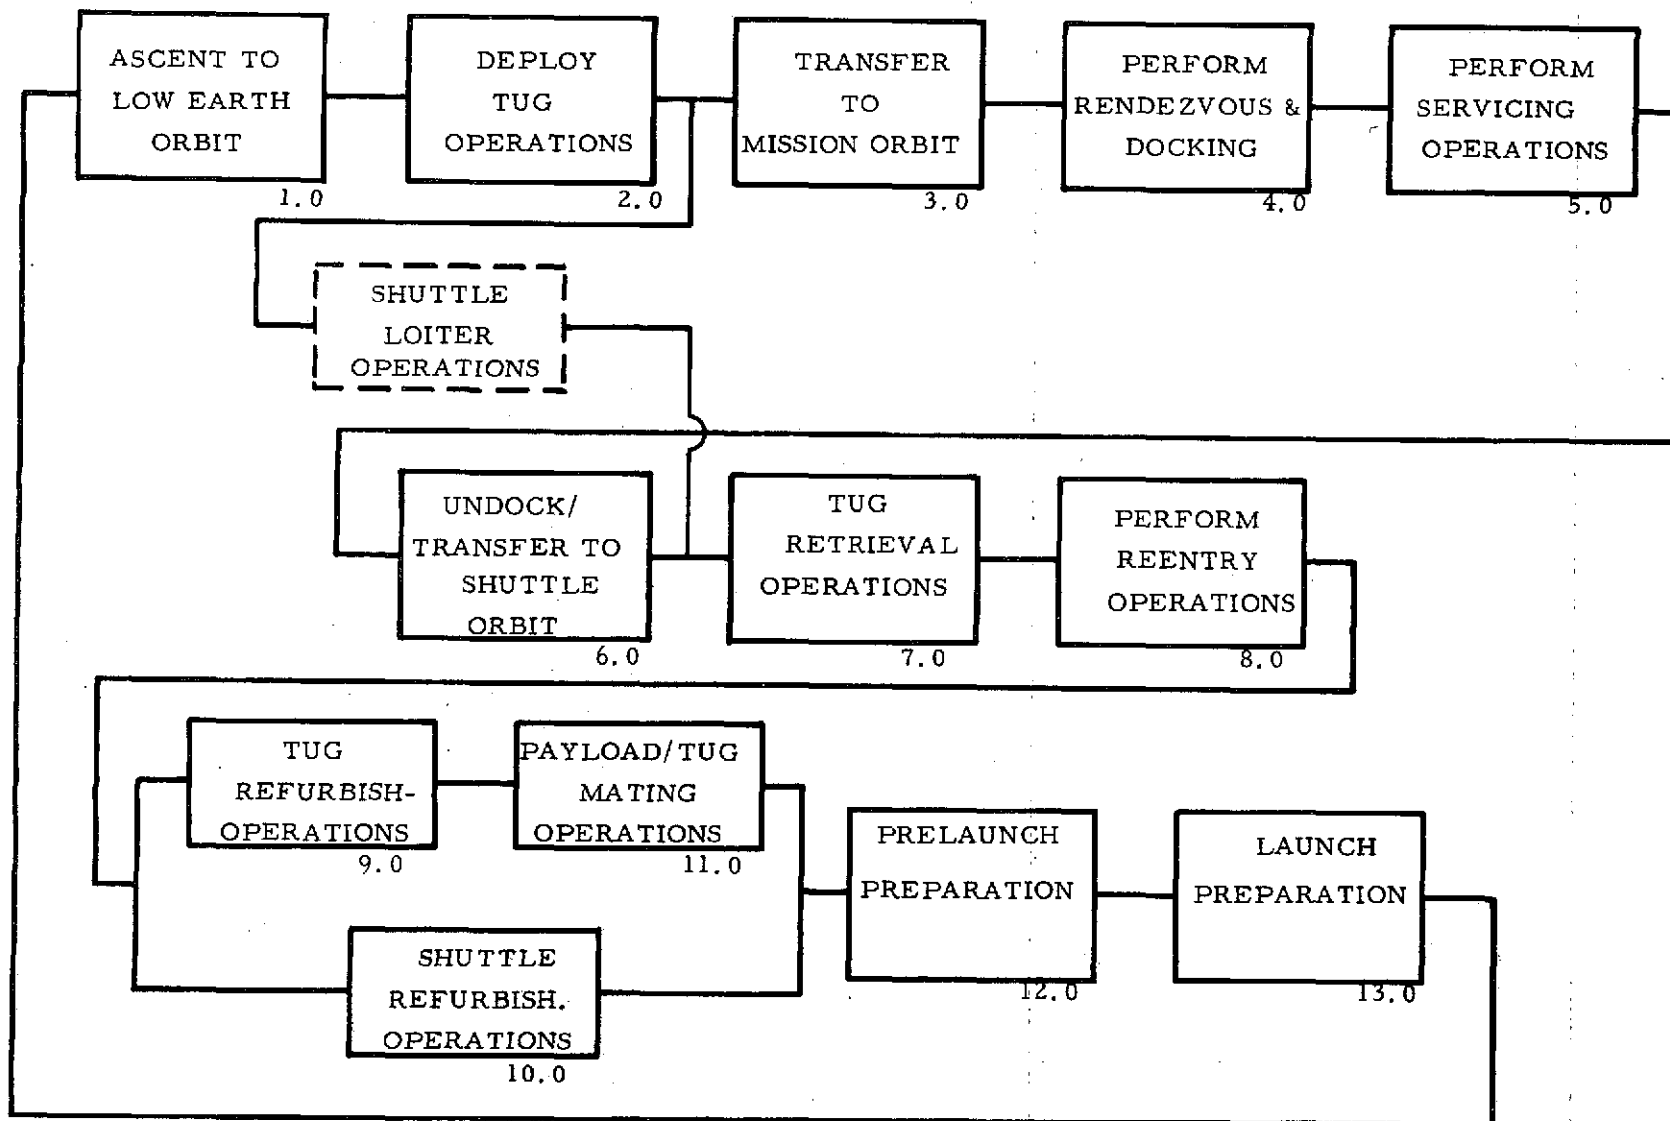 ASCENT TO
LOW EARTH
ORBIT
1.0
DEPLOY
TUG
OPERATIONS
2.0
TRANSFER
TO
MISSION ORBIT
3.0
PERFORM
RENDEZVOUS &
DOCKING
4.0
PERFORM
SERVICING
OPERATIONS
5.0
SHUTTLE
LOITER
OPERATIONS
UNDOCK/
TRANSFER TO
SHUTTLE
ORBIT
6.0
TUG
RETRIEVAL
OPERATIONS
7.0
PERFORM
REENTRY
OPERATIONS
8.0
TUG
REFURBISH-
OPERATIONS
9.0
PAYLOAD/TUG
MATING
OPERATIONS
11.0
SHUTTLE
REFURBISH.
OPERATIONS
10.0
PRELAUNCH
PREPARATION
12.0
LAUNCH
PREPARATION
13.0